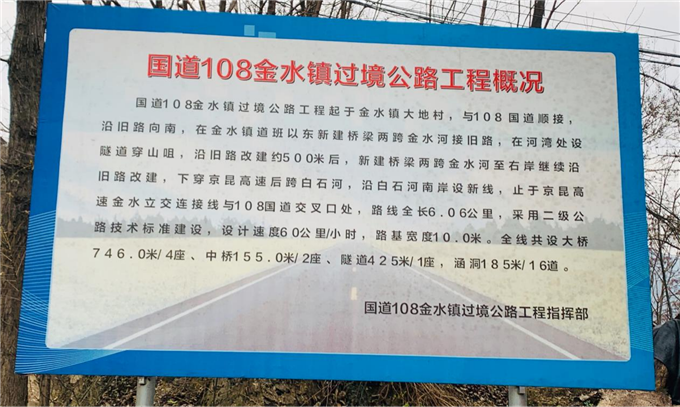 国道108金水镇过境公路工程概况
国道108金水镇过境公路工程起于金水镇大地村，与108国道顺接，
沿旧路向南，在金水镇道班以东新建桥梁两跨金水河接旧路，在河湾处设
隧道穿山咀，沿旧路改建约500米后，新建桥梁两跨金水河至右岸继续沿
旧路改建，下穿京昆高速后跨白石河，沿白石河南岸设新线，止于京昆高
速金水立交连接线与108国道交叉口处，路线全长6.06公里，采用二级公
路技术标准建设，设计速度60公里/小时，路基宽度10.0米。全线共设大桥
746.0米/4座、中桥155.0米/2座、隧道425米/1座，涵洞185米/16道。
国道108金水镇过境公路工程指挥部